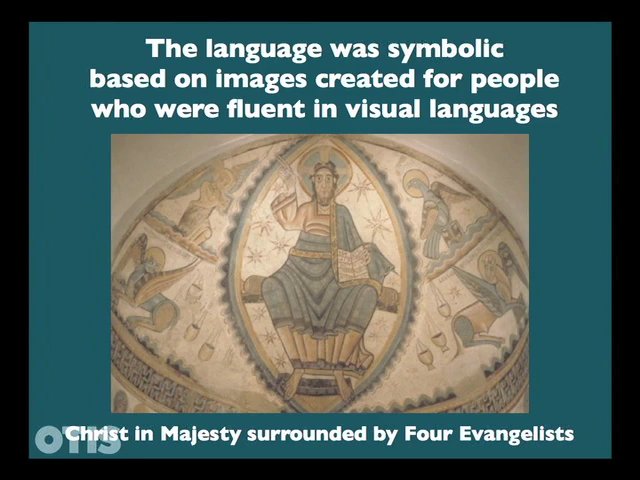 The language was symbolic
based on images created for people
who were fluent in visual languages
Christ in Majesty surrounded by Four Evangelists
OTIS